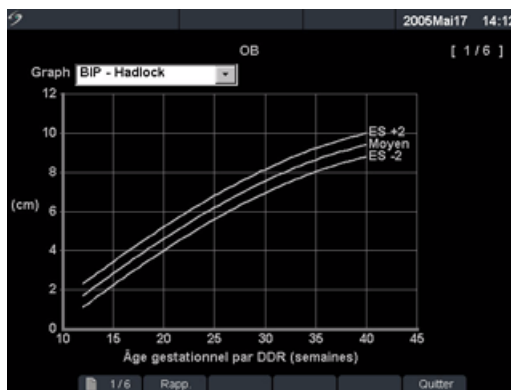 2005Mai17 14:12
OB [ 1/6 ]
Graph BIP - Hadlock
12
10
8
(cm) 6
4
2
0
ES +2
Moyen
ES -2
10 15 20 25 30 35 40 45
Âge gestationnel par DDR (semaines)
1/6 Rapp. Quitter